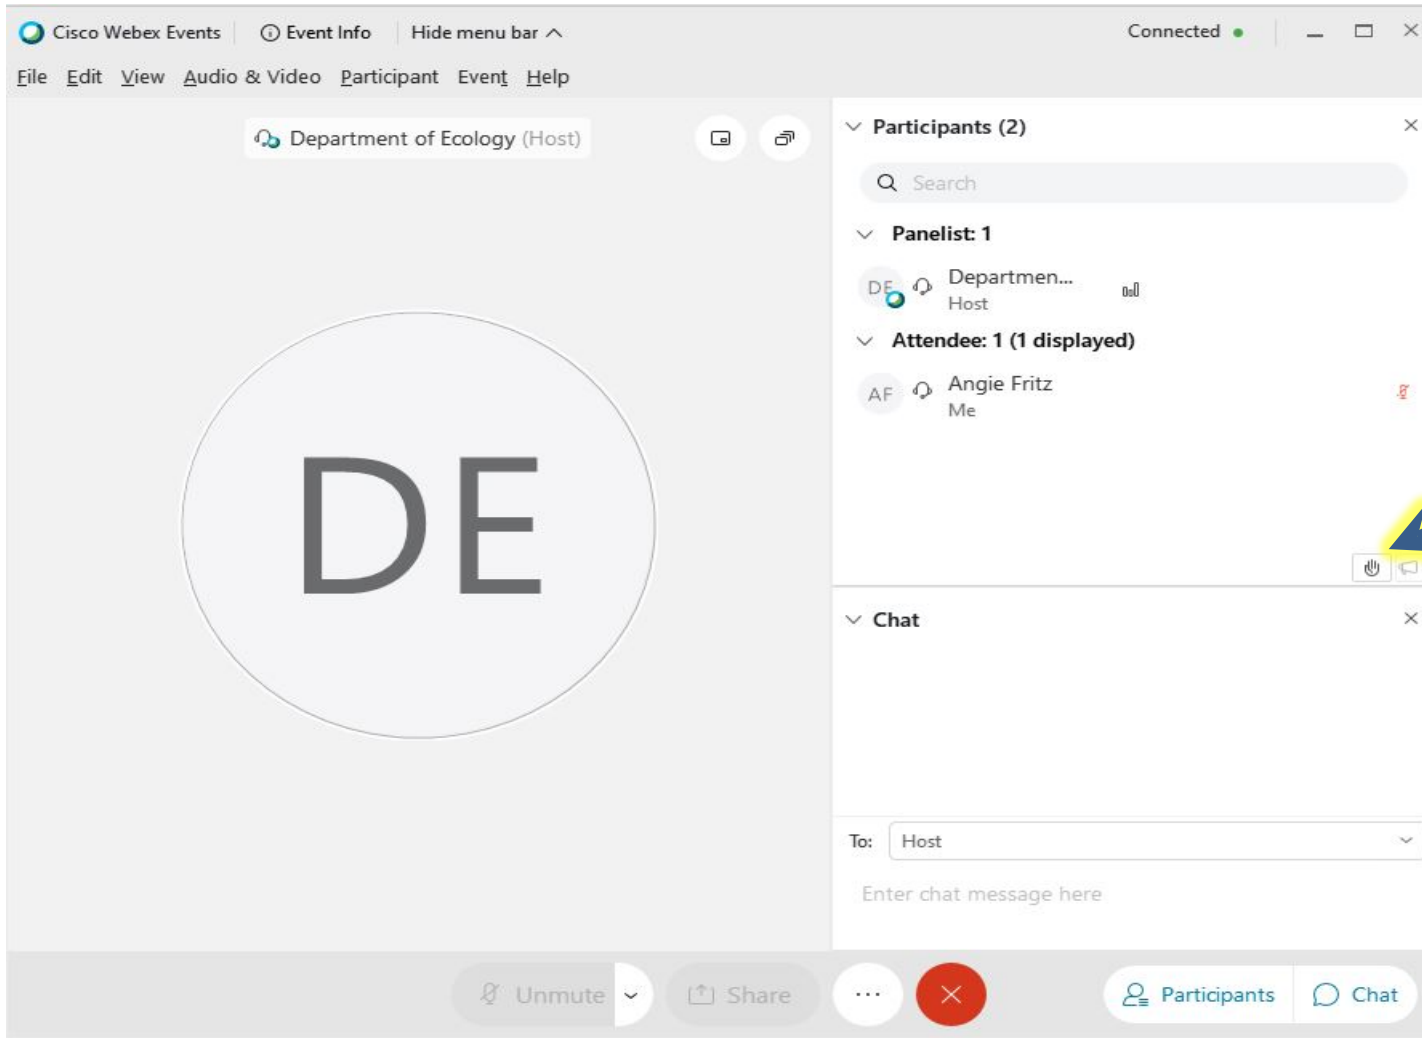 Cisco Webex Events Event Info Hide menu bar Connected
File Edit View Audio & Video Participant Event Help
Department of Ecology (Host)
DE
Participants (2)
Search
Panelist: 1
DE Departmen...
Host
Attendee: 1 (1 displayed)
AF Angie Fritz
Me
Chat
To: Host
Enter chat message here
Unmute Share ... Participants Chat